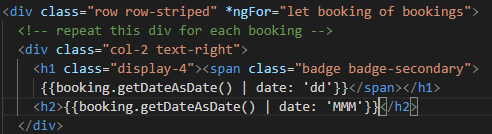 <div class="row row-striped" *ngFor="let booking of bookings">
<!-- repeat this div for each booking -->
<div class="col-2 text-right">
<h1 class="display-4"><span class="badge badge-secondary">
{{booking.getDateAsDate() | date: 'dd'}}</span></h1>
<h2>{{booking.getDateAsDate() | date: 'MMM'}}</h2>
</div>